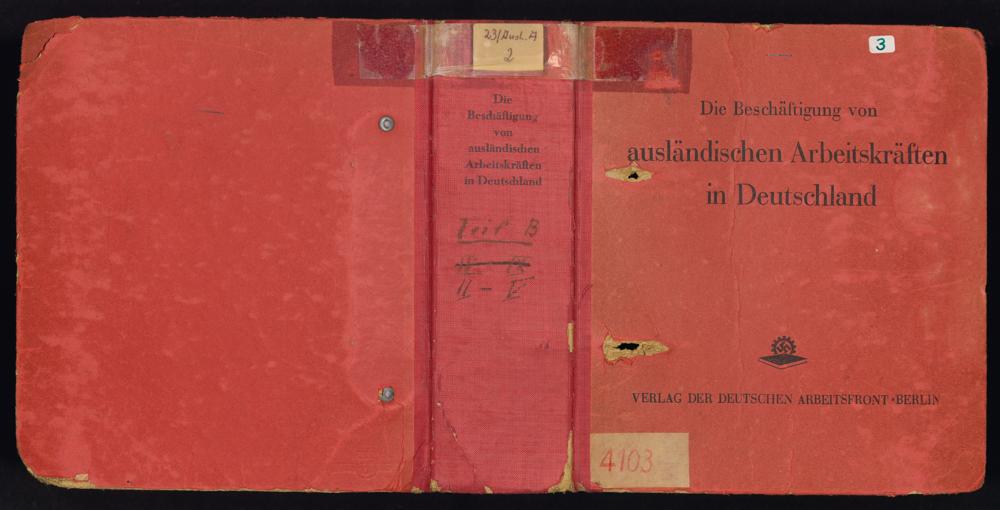 23/Ausl. A
2
Die
Beschäftigung
von
ausländischen
Arbeitskräften
in Deutschland
Teil B
II – V
3
Die Beschäftigung von
ausländischen Arbeitskräften
in Deutschland
VERLAG DER DEUTSCHEN ARBEITSFRONT · BERLIN
4103